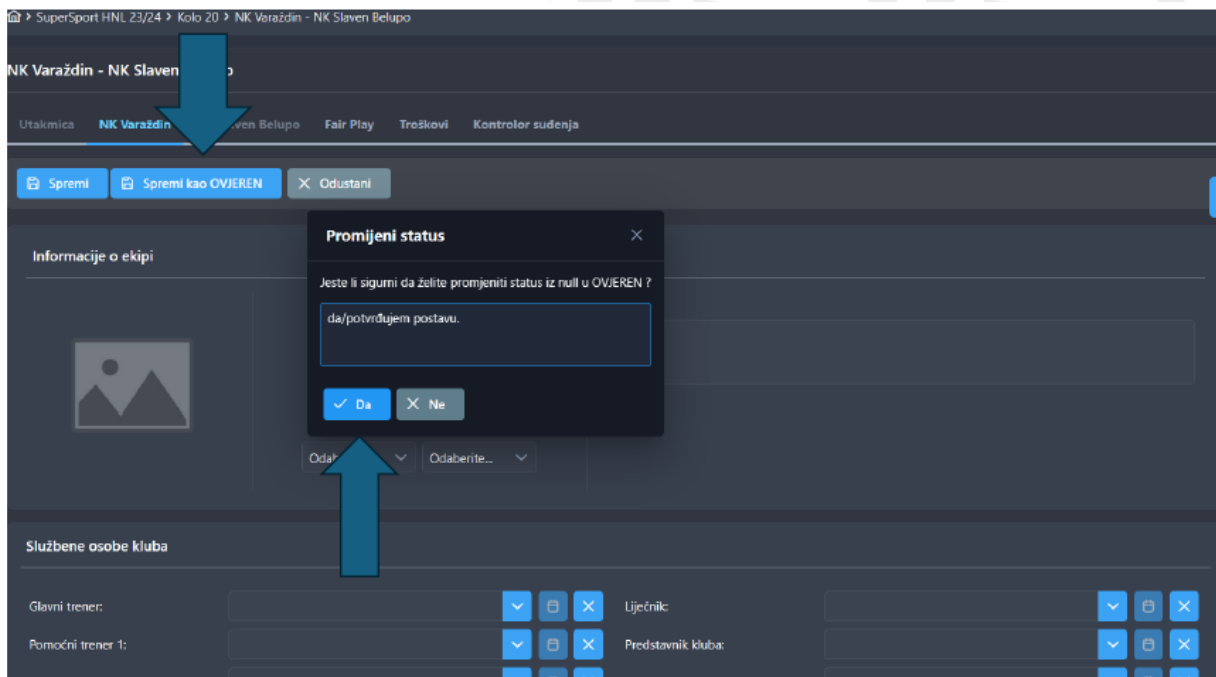 > SuperSport HNL 23/24 > Kolo 20 > NK Varaždin - NK Slaven Belupo
NK Varaždin - NK Slaven
Utakmica NK Varaždin Belupo Fair Play Troškovi Kontrolor suđenja
Spremi Spremi kao OVJEREN Odustani
Promijeni status
Informacije o ekipi
Jeste li sigurni da želite promjeniti status iz null u OVJEREN ?
da/potvrđujem postavu.
Da Ne
Odaberite...
Službene osobe kluba
Glavni trener: Liječnik:
Pomoćni trener 1: Predstavnik kluba: